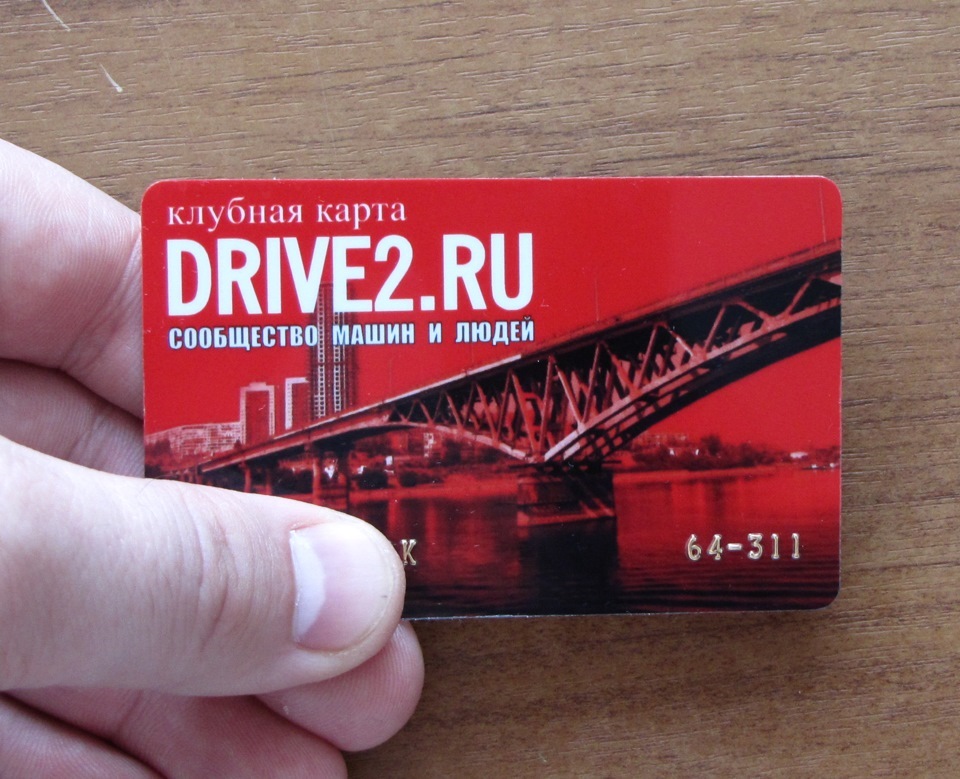 клубная карта
DRIVE2.RU
СООБЩЕСТВО МАШИН И ЛЮДЕЙ
64-311